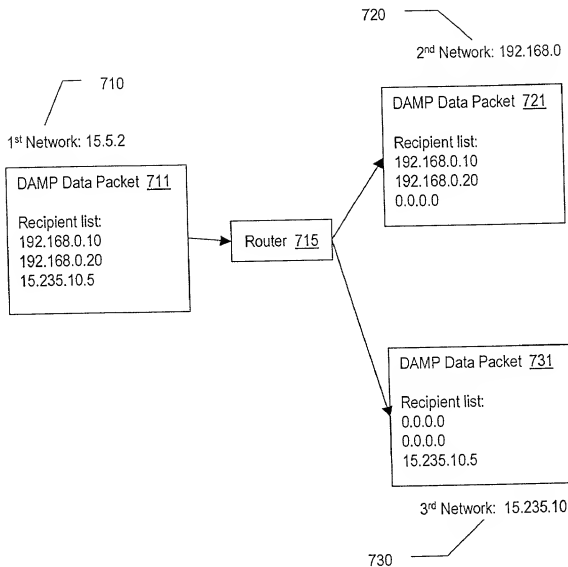 710
1st Network: 15.5.2
DAMP Data Packet 711
Recipient list:
192.168.0.10
192.168.0.20
15.235.10.5
Router 715
720
2nd Network: 192.168.0
DAMP Data Packet 721
Recipient list:
192.168.0.10
192.168.0.20
0.0.0.0
DAMP Data Packet 731
Recipient list:
0.0.0.0
0.0.0.0
15.235.10.5
3rd Network: 15.235.10
730